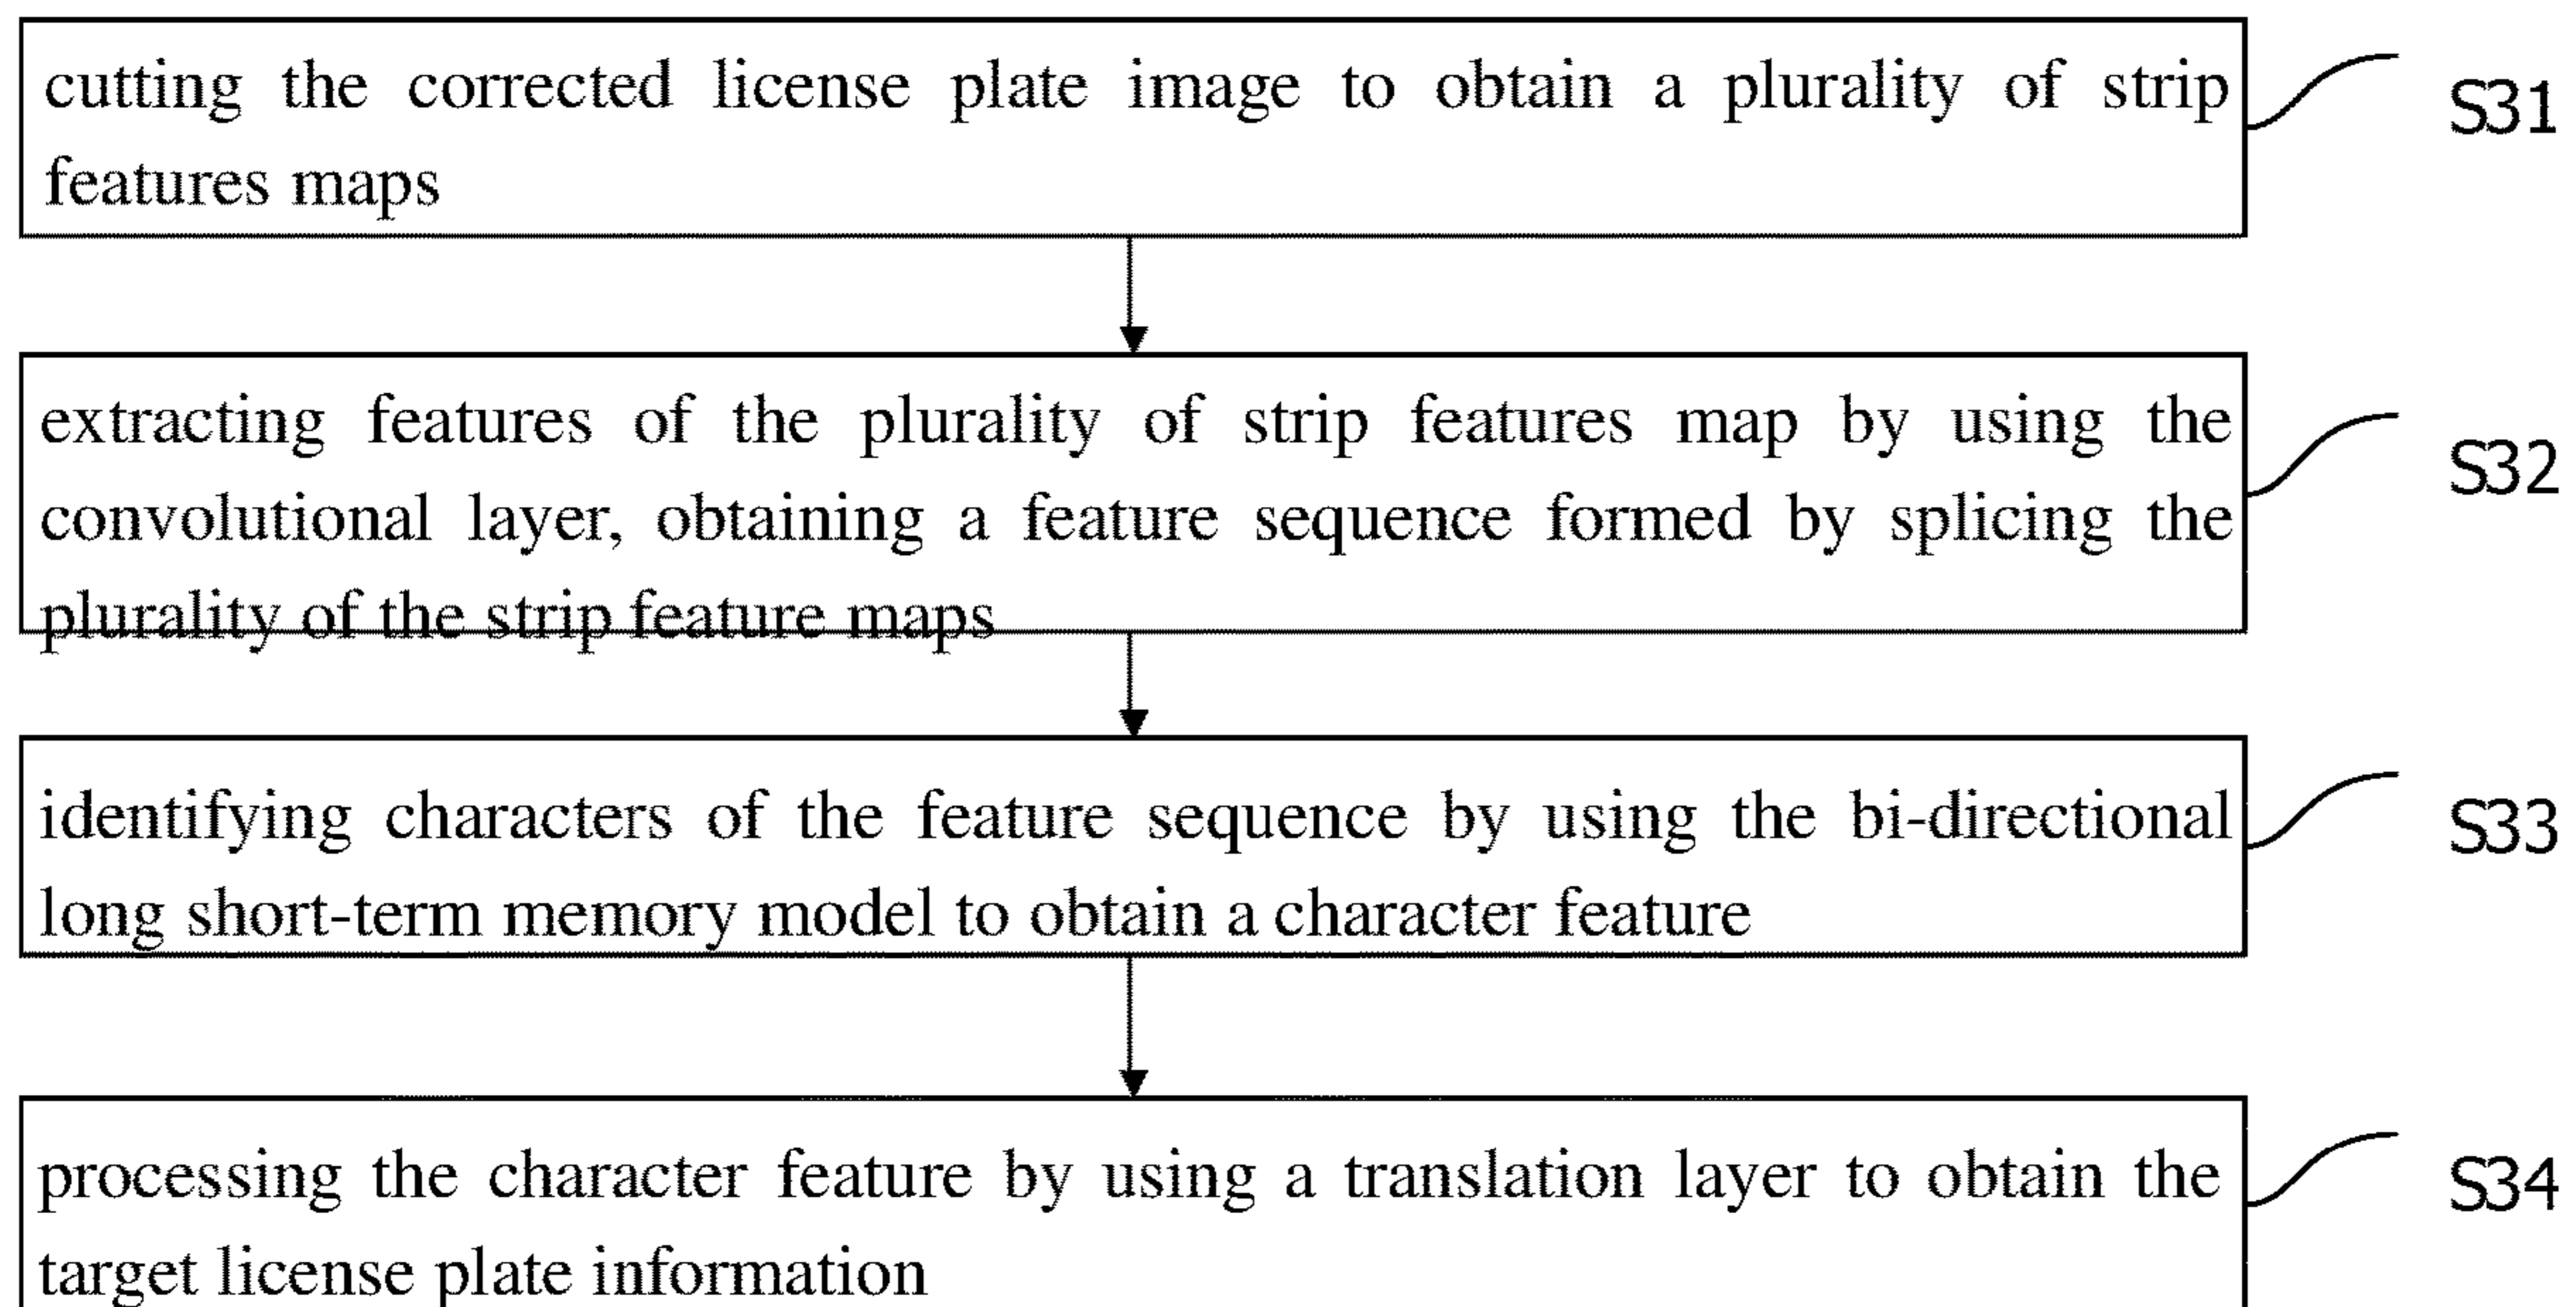 cutting the corrected license plate image to obtain a plurality of strip
features maps
S31
extracting features of the plurality of strip features map by using the
convolutional layer, obtaining a feature sequence formed by splicing the
plurality of the strip feature maps
S32
identifying characters of the feature sequence by using the bi-directional
long short-term memory model to obtain a character feature
S33
processing the character feature by using a translation layer to obtain the
target license plate information
S34